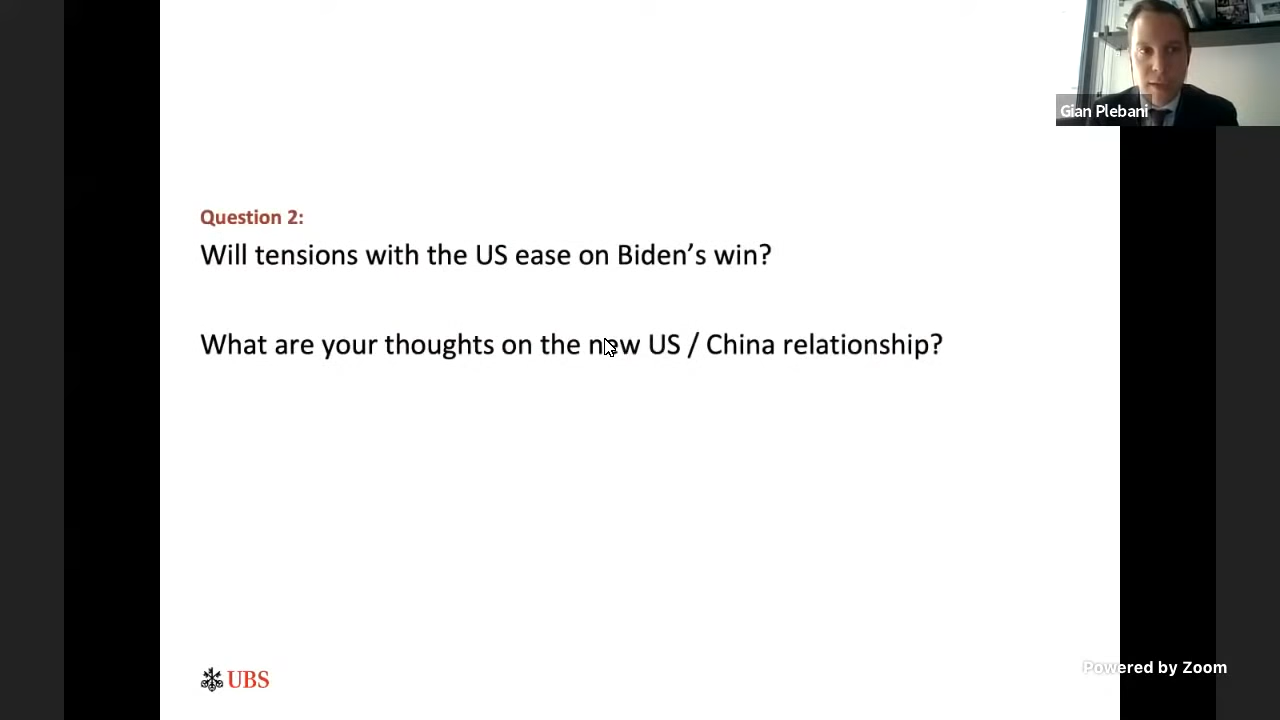 Gian Plebani
Question 2:
Will tensions with the US ease on Biden’s win?
What are your thoughts on the new US / China relationship?
UBS
Powered by Zoom